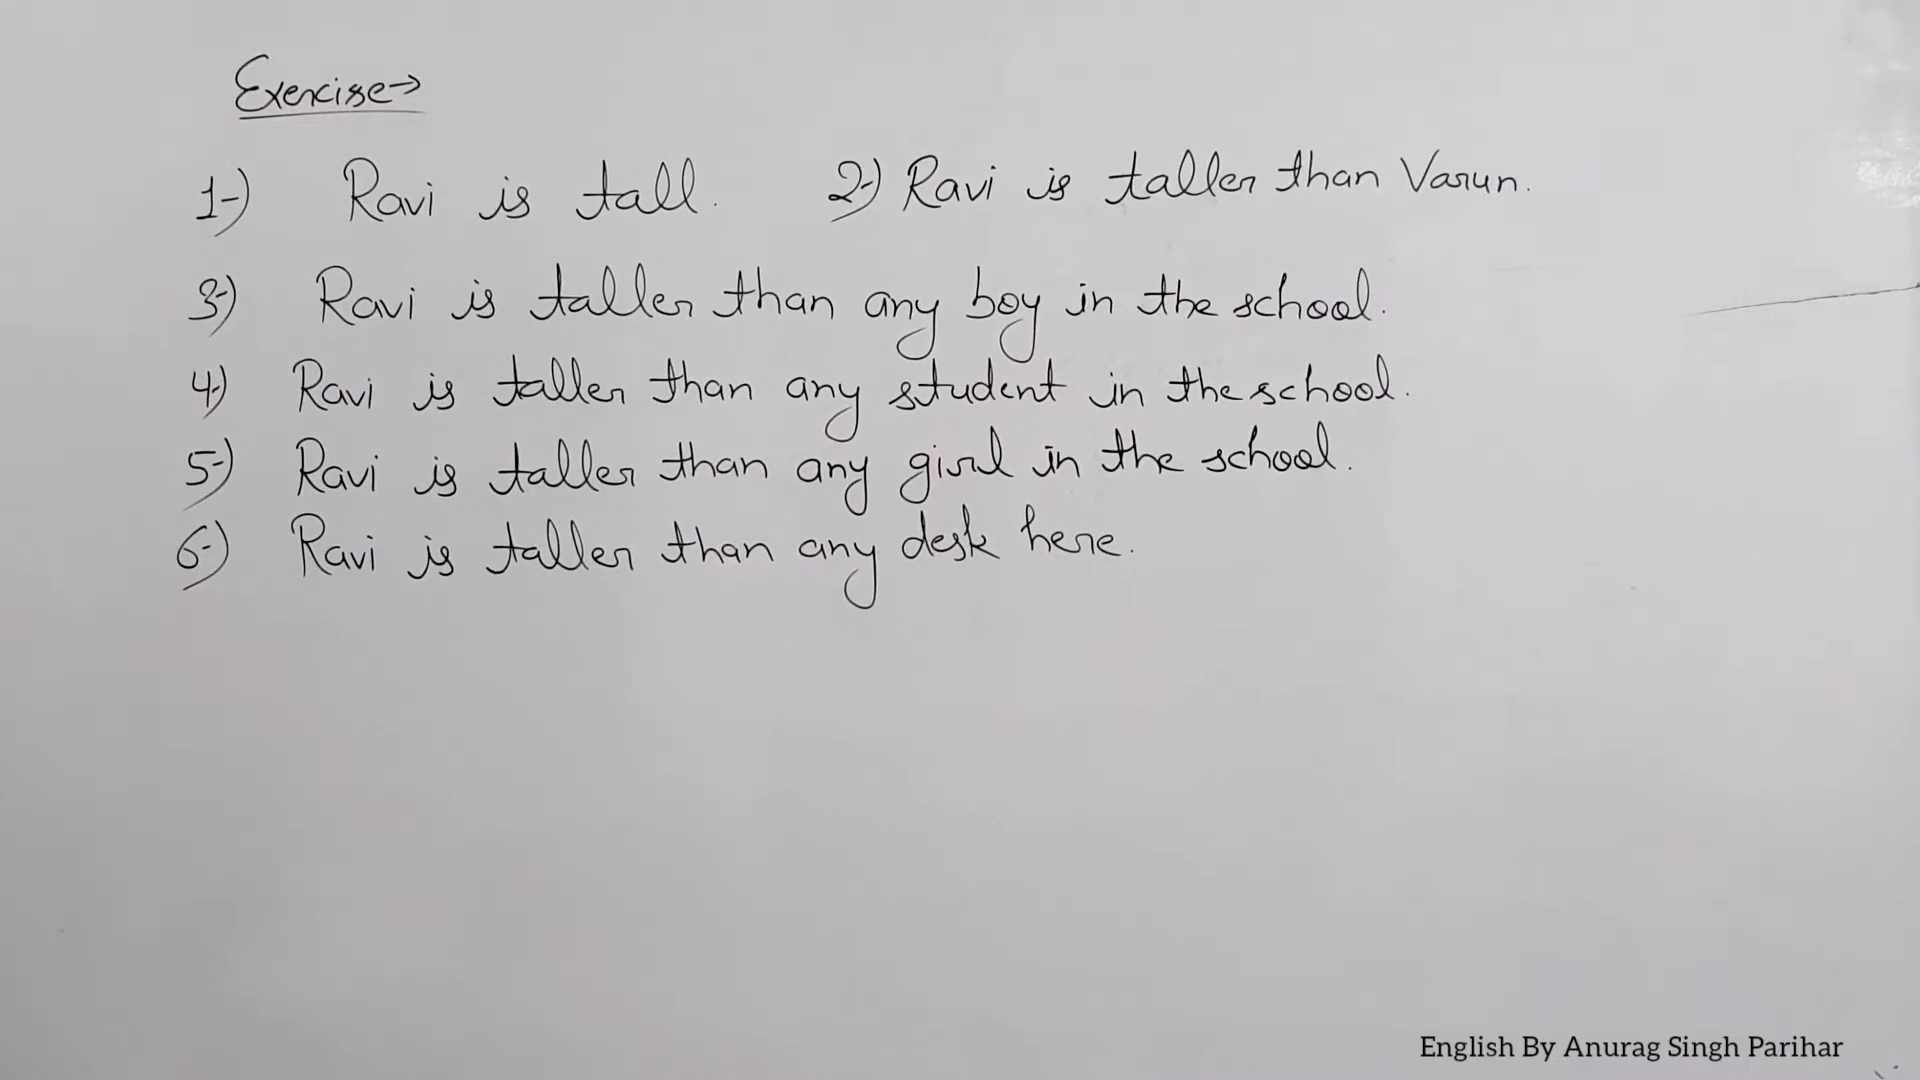 Exercise→
1-) Ravi is tall. 2-) Ravi is taller than Varun.
3-) Ravi is taller than any boy in the school.
4-) Ravi is taller than any student in the school.
5-) Ravi is taller than any girl in the school.
6-) Ravi is taller than any desk here.
English By Anurag Singh Parihar